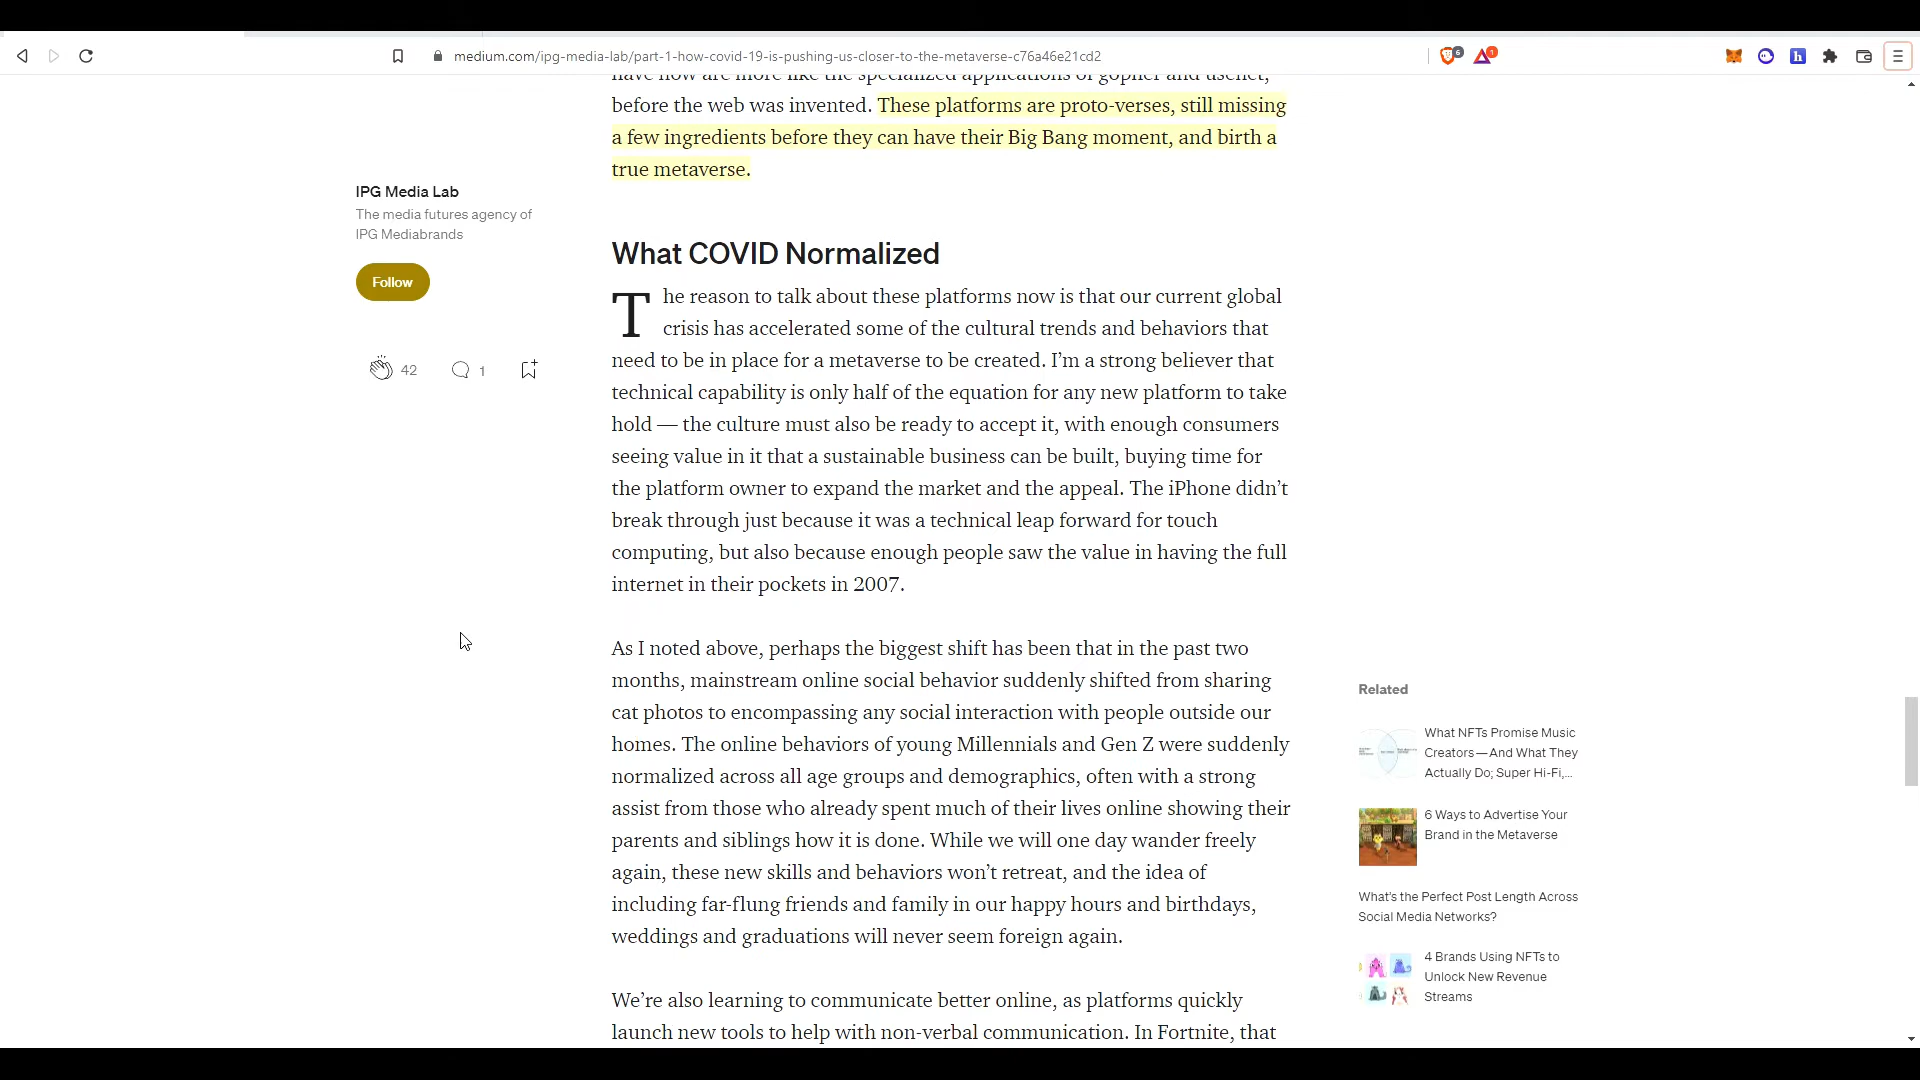 medium.com/ipg-media-lab/part-1-how-covid-19-is-pushing-us-closer-to-the-metaverse-c76a46e21cd2
6
1
have now are more like the specialized applications of gopher and usenet,
before the web was invented. These platforms are proto-verses, still missing
a few ingredients before they can have their Big Bang moment, and birth a
true metaverse.
IPG Media Lab
The media futures agency of
IPG Mediabrands
Follow
42
1
What COVID Normalized
The reason to talk about these platforms now is that our current global
crisis has accelerated some of the cultural trends and behaviors that
need to be in place for a metaverse to be created. I’m a strong believer that
technical capability is only half of the equation for any new platform to take
hold — the culture must also be ready to accept it, with enough consumers
seeing value in it that a sustainable business can be built, buying time for
the platform owner to expand the market and the appeal. The iPhone didn’t
break through just because it was a technical leap forward for touch
computing, but also because enough people saw the value in having the full
internet in their pockets in 2007.
As I noted above, perhaps the biggest shift has been that in the past two
months, mainstream online social behavior suddenly shifted from sharing
cat photos to encompassing any social interaction with people outside our
homes. The online behaviors of young Millennials and Gen Z were suddenly
normalized across all age groups and demographics, often with a strong
assist from those who already spent much of their lives online showing their
parents and siblings how it is done. While we will one day wander freely
again, these new skills and behaviors won’t retreat, and the idea of
including far-flung friends and family in our happy hours and birthdays,
weddings and graduations will never seem foreign again.
We’re also learning to communicate better online, as platforms quickly
launch new tools to help with non-verbal communication. In Fortnite, that
Related
What NFTs Promise Music
Creators — And What They
Actually Do; Super Hi-Fi,...
6 Ways to Advertise Your
Brand in the Metaverse
What's the Perfect Post Length Across
Social Media Networks?
4 Brands Using NFTs to
Unlock New Revenue
Streams